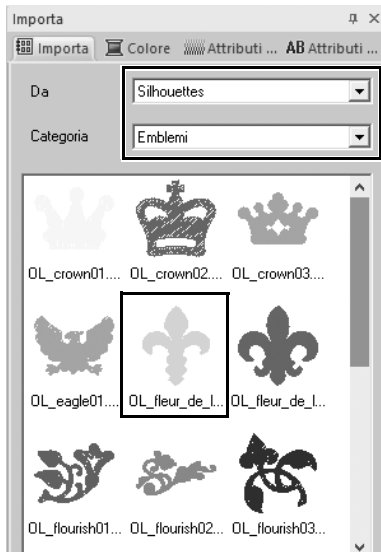 Importa
Importa Colore Attributi ... AB Attributi ...
Da Silhouettes
Categoria Emblemi
OL_crown01.... OL_crown02.... OL_crown03....
OL_eagle01.... OL_fleur_de_l... OL_fleur_de_l...
OL_flourish01... OL_flourish02... OL_flourish03...